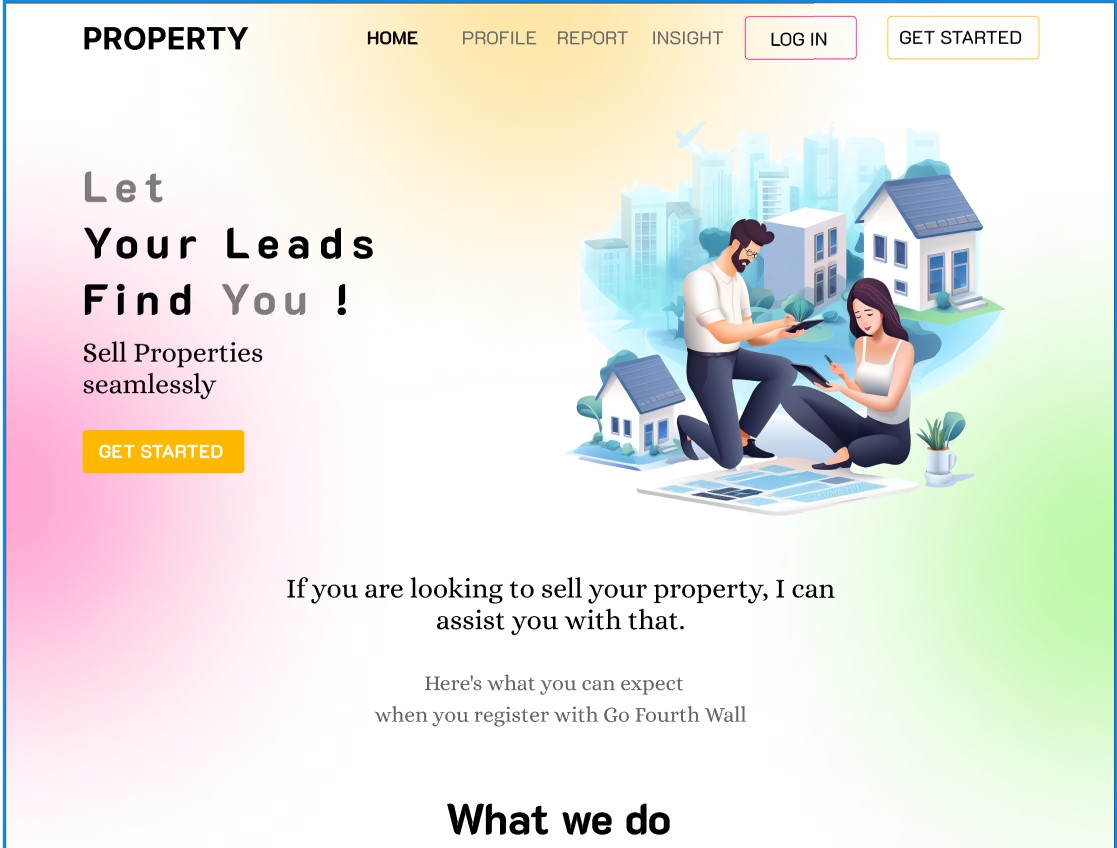 PROPERTY
HOME PROFILE REPORT INSIGHT LOG IN GET STARTED
Let
Your Leads
Find You !
Sell Properties
seamlessly
GET STARTED
If you are looking to sell your property, I can
assist you with that.
Here's what you can expect
when you register with Go Fourth Wall
What we do